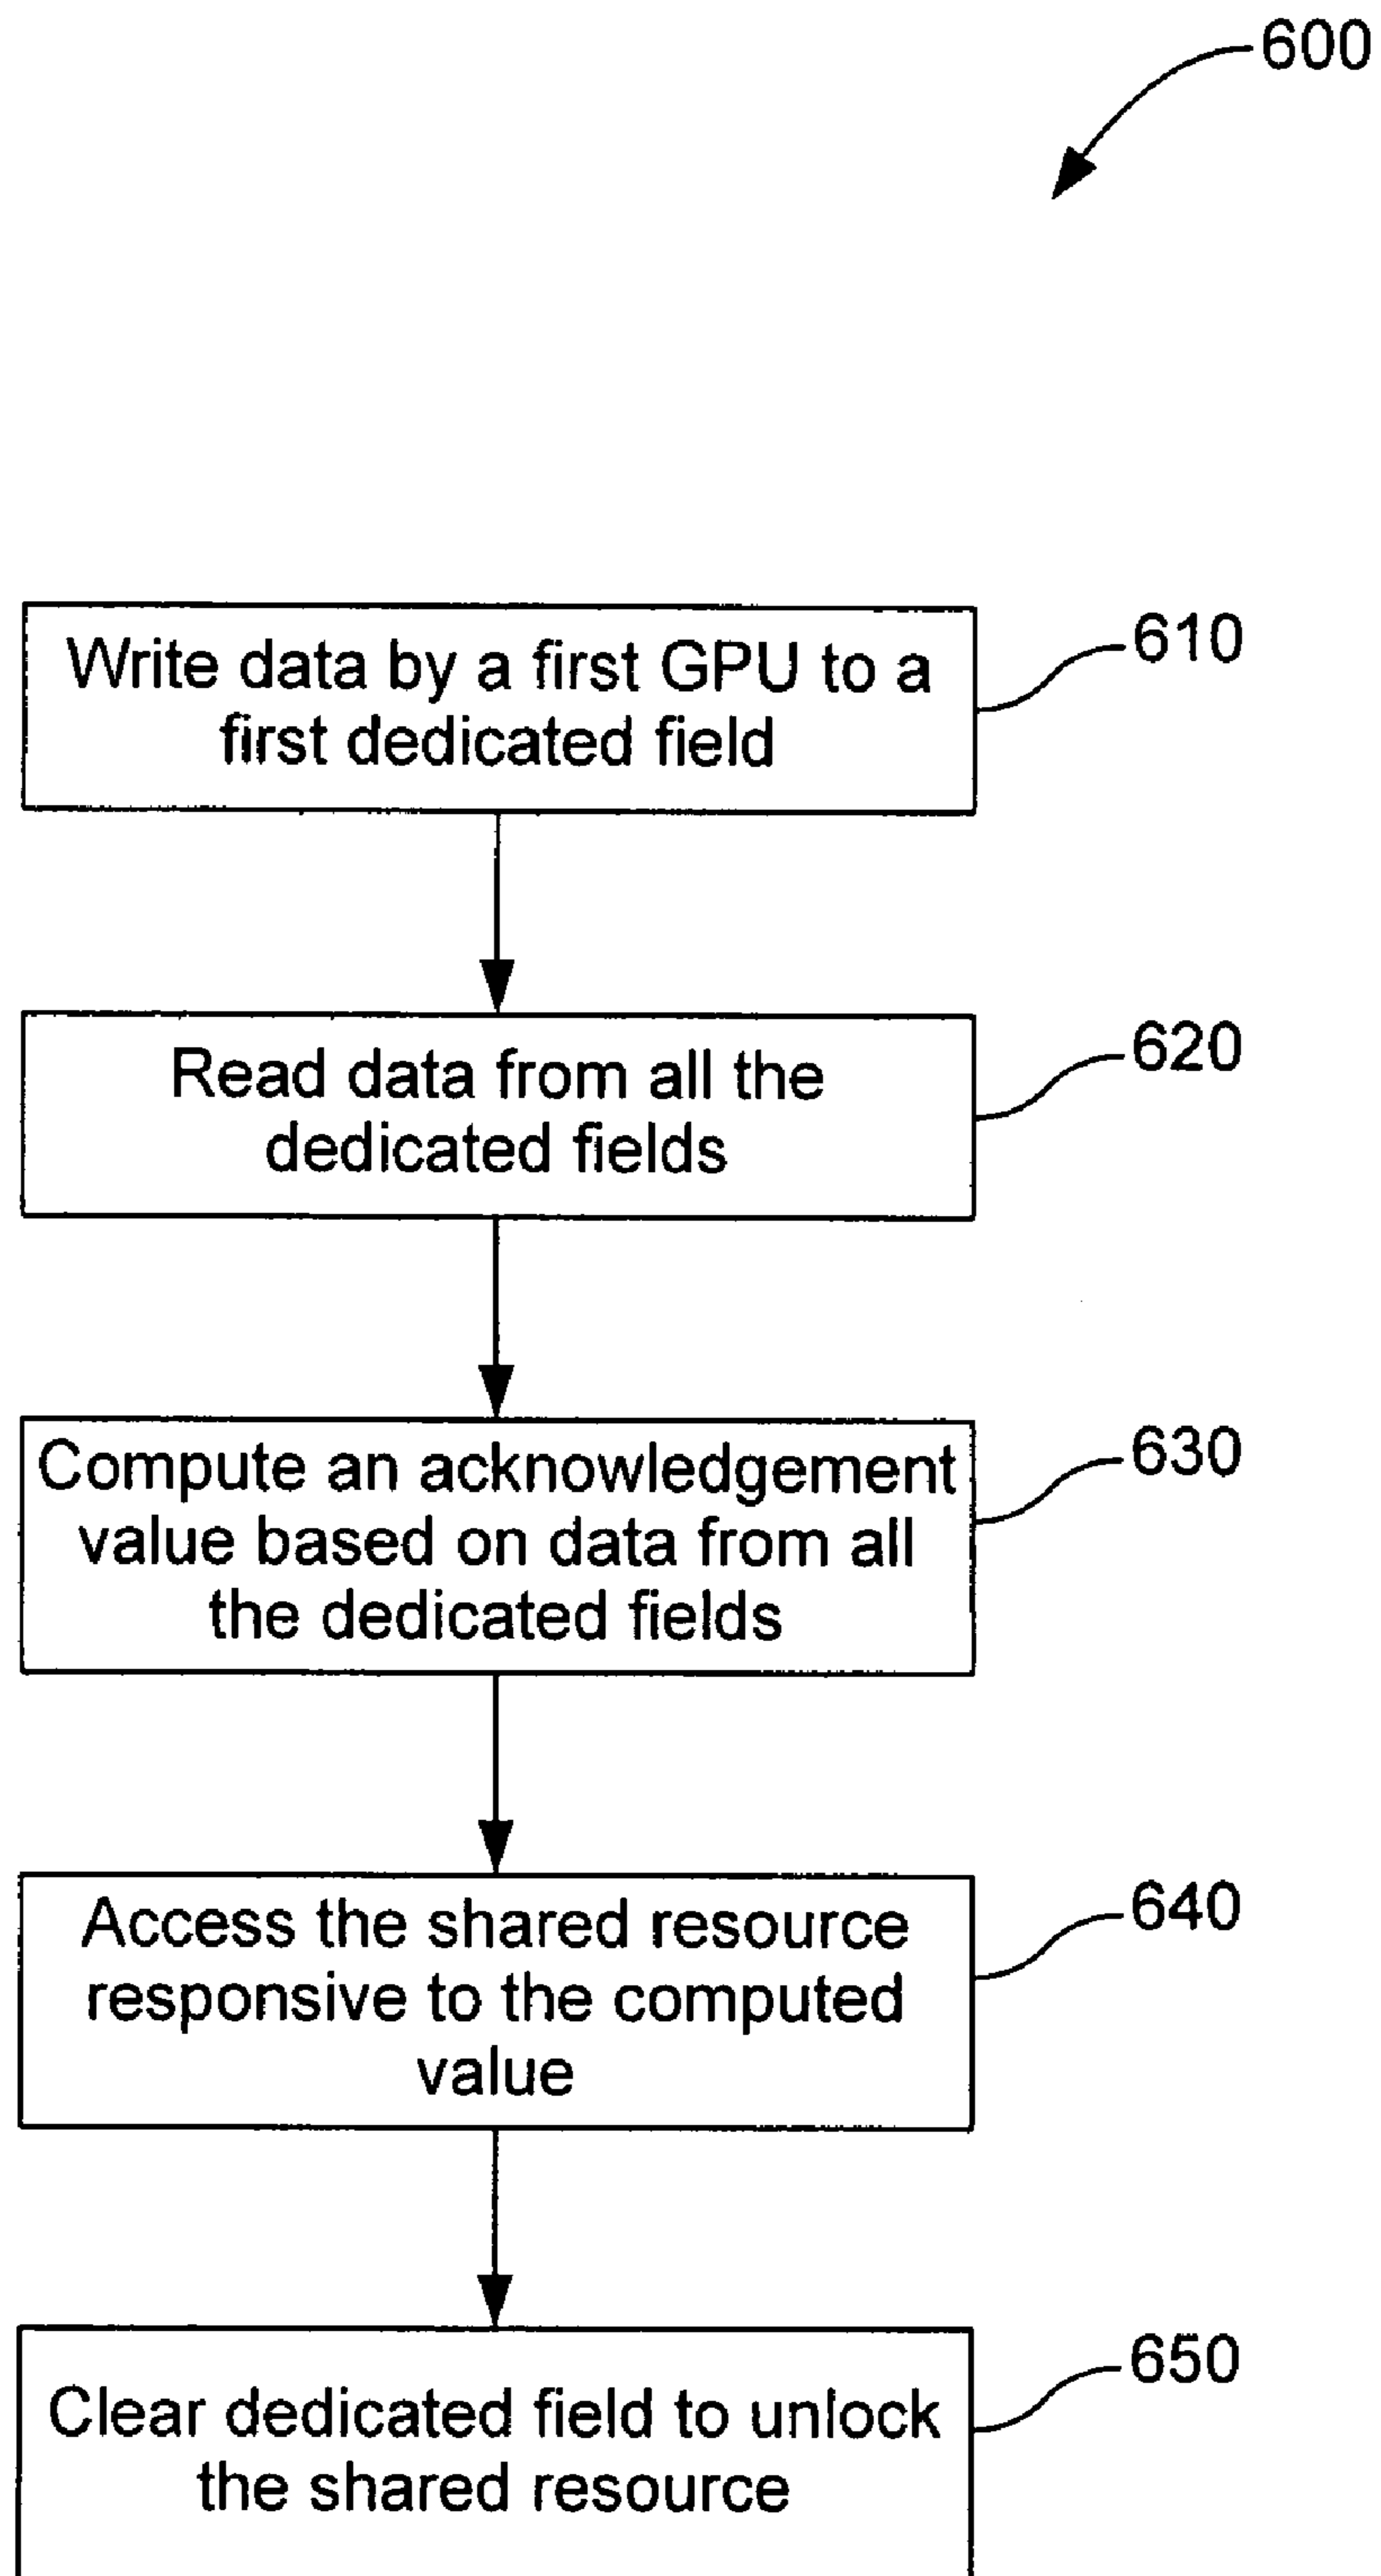 600
Write data by a first GPU to a
first dedicated field
610
Read data from all the
dedicated fields
620
Compute an acknowledgement
value based on data from all
the dedicated fields
630
Access the shared resource
responsive to the computed
value
640
Clear dedicated field to unlock
the shared resource
650